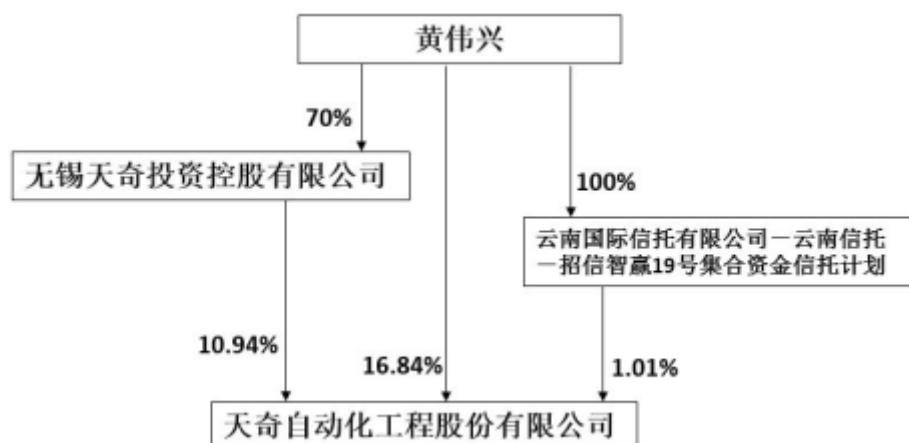 黄伟兴
70%
无锡天奇投资控股有限公司
100%
云南国际信托有限公司－云南信托
－招信智赢19号集合资金信托计划
10.94%
16.84%
1.01%
天奇自动化工程股份有限公司